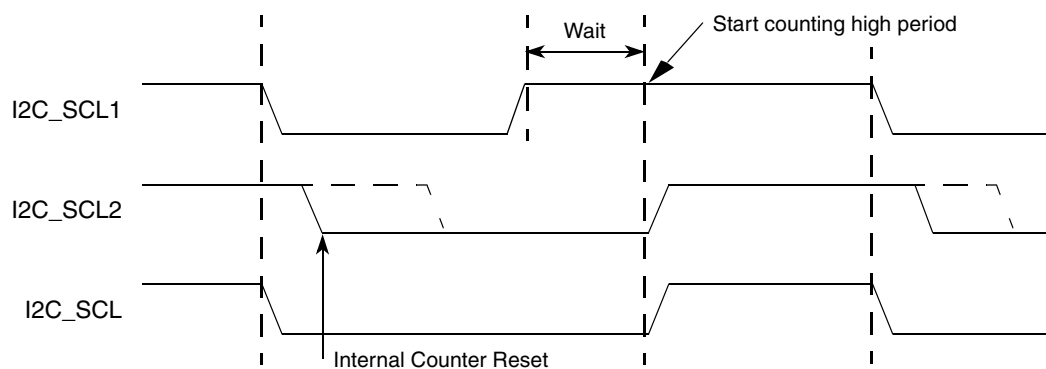 Wait
Start counting high period
I2C_SCL1
I2C_SCL2
I2C_SCL
Internal Counter Reset